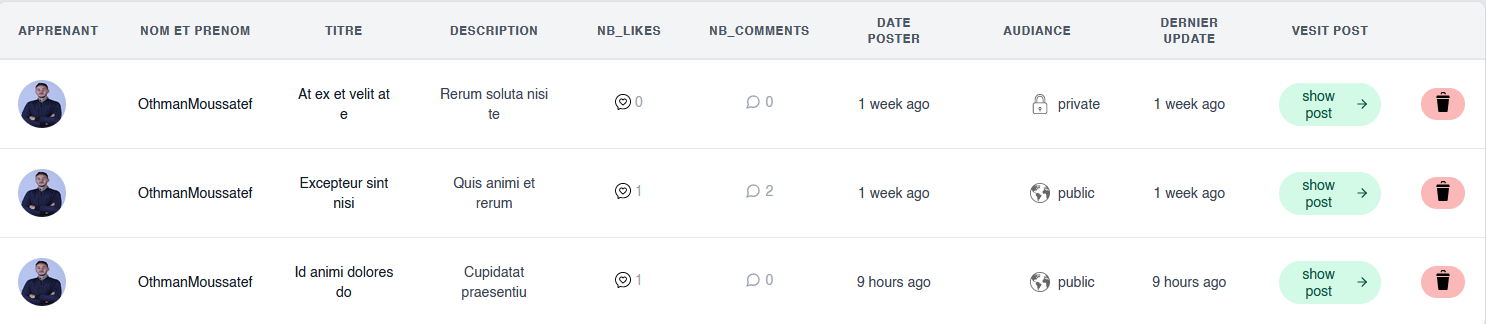 APPRENANT NOM ET PRENOM TITRE DESCRIPTION NB_LIKES NB_COMMENTS DATE POSTER AUDIANCE DERNIER UPDATE VESIT POST
OthmanMoussatef At ex et velit at e Rerum soluta nisi te 0 0 1 week ago private 1 week ago show post →
OthmanMoussatef Excepteur sint nisi Quis animi et rerum 1 2 1 week ago public 1 week ago show post →
OthmanMoussatef Id animi dolores do Cupidatat praesentiu 1 0 9 hours ago public 9 hours ago show post →